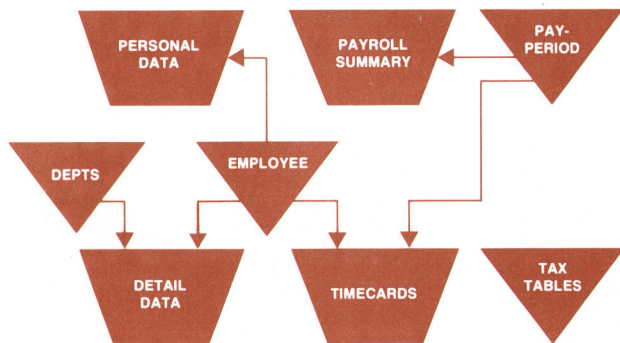 PERSONAL
DATA
PAYROLL
SUMMARY
PAY-
PERIOD
DEPTS
EMPLOYEE
DETAIL
DATA
TIMECARDS
TAX
TABLES